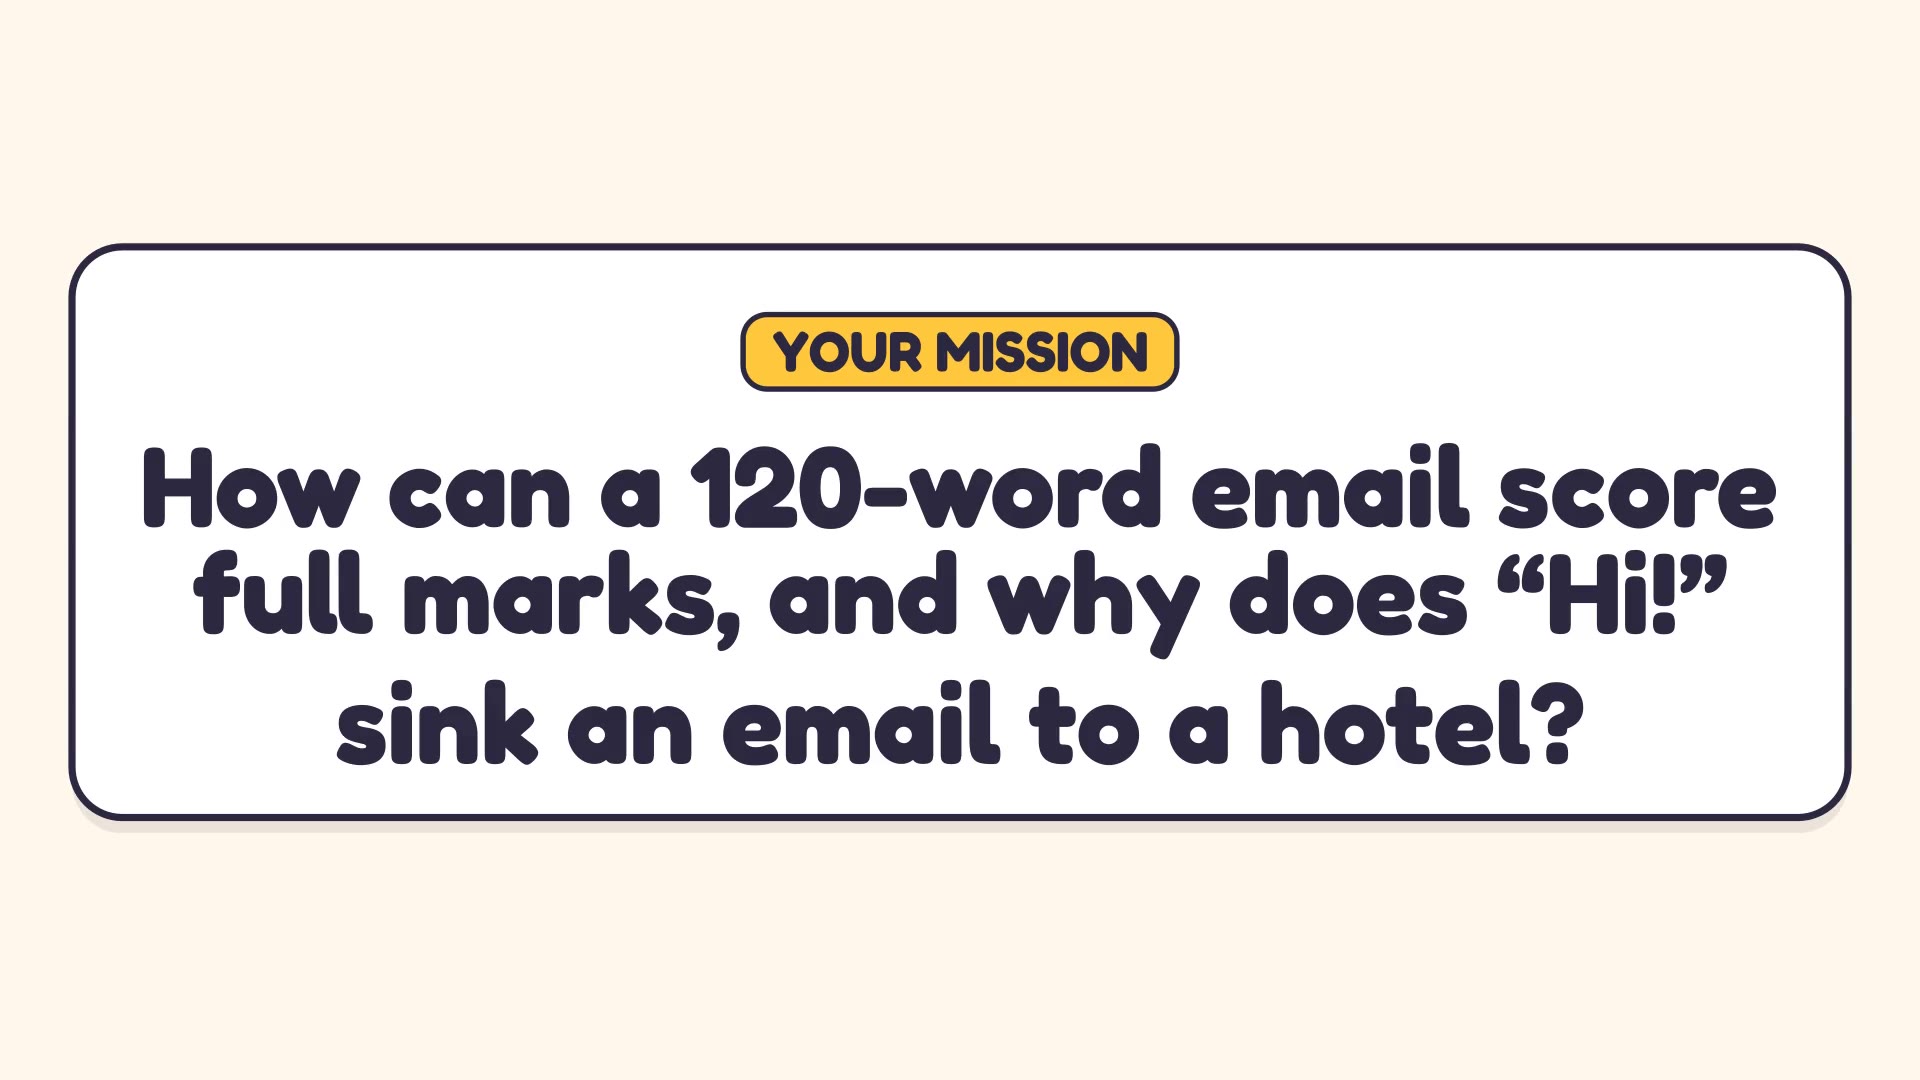 YOUR MISSION
How can a 120-word email score
full marks, and why does “Hi!”
sink an email to a hotel?